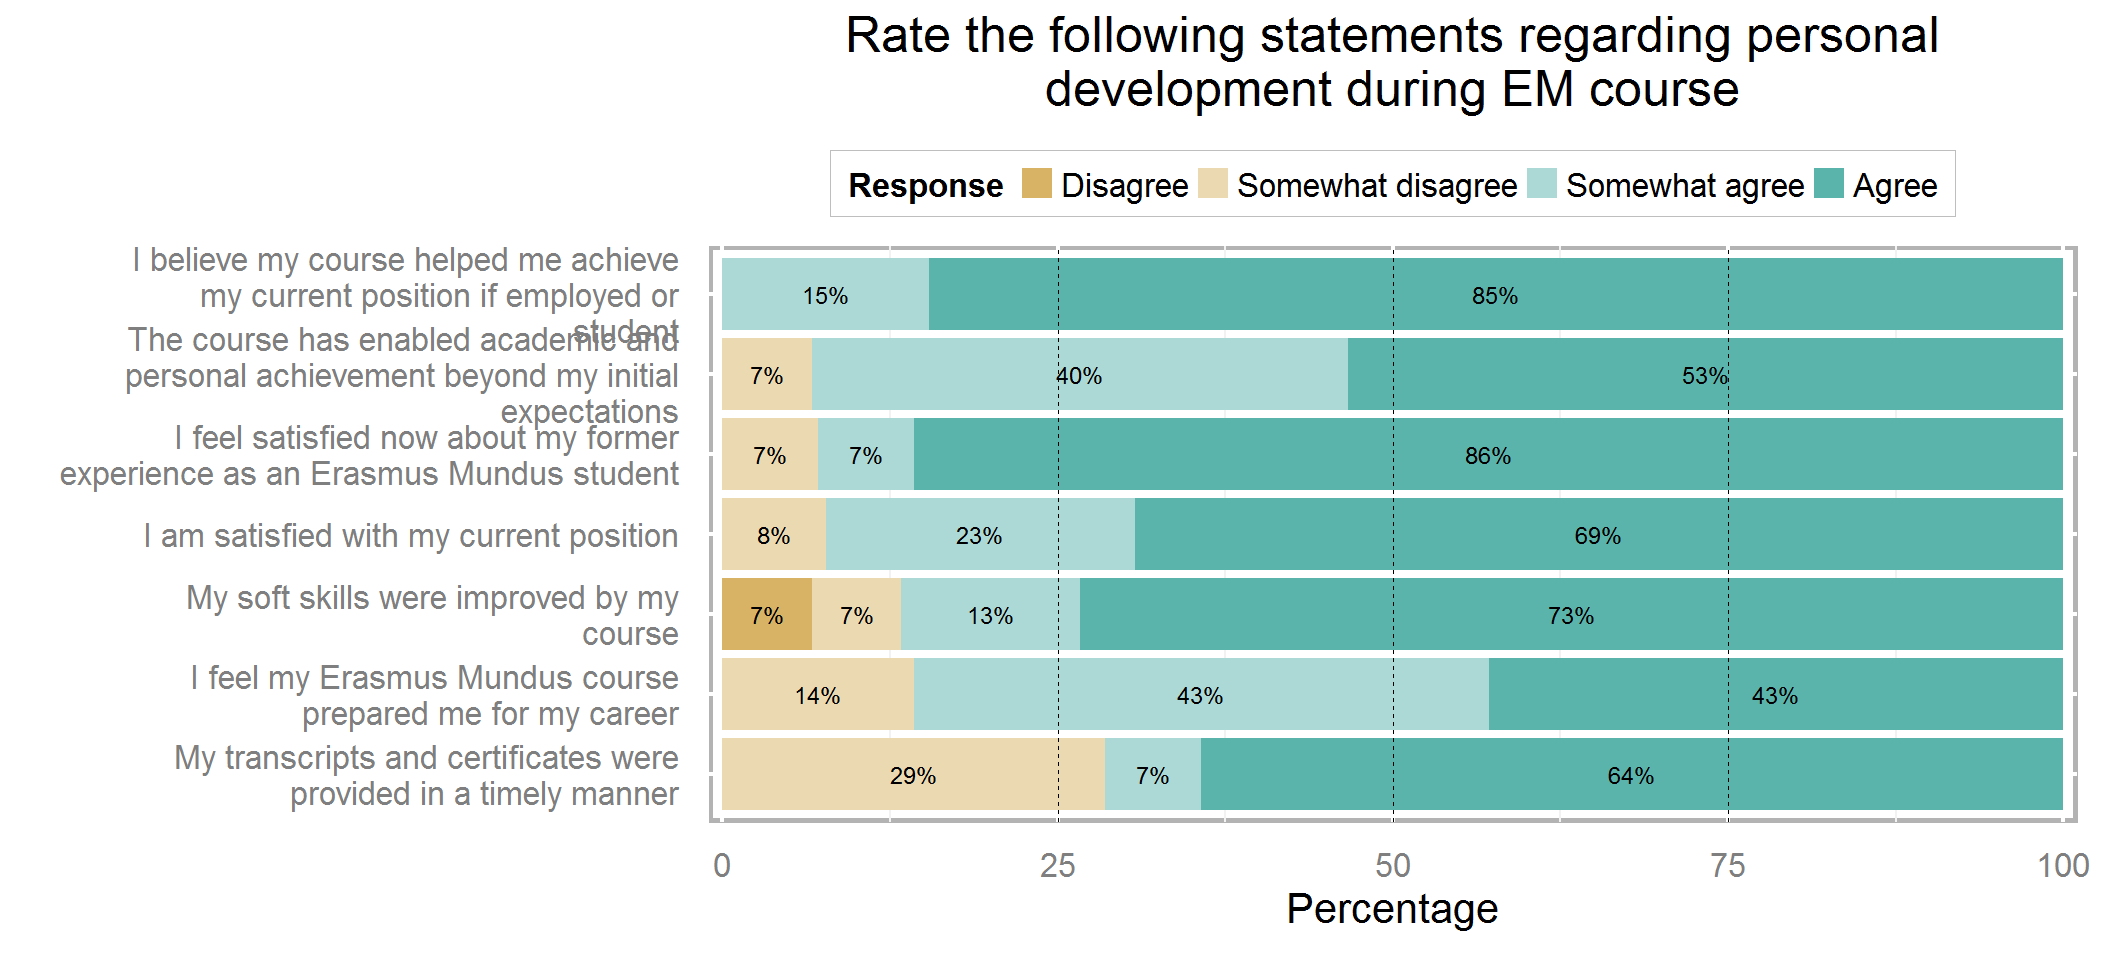 Rate the following statements regarding personal
development during EM course
Response Disagree Somewhat disagree Somewhat agree Agree
I believe my course helped me achieve
my current position if employed or
student
15% 85%
The course has enabled academic and
personal achievement beyond my initial
expectations
7% 40% 53%
I feel satisfied now about my former
experience as an Erasmus Mundus student
7% 7% 86%
I am satisfied with my current position
8% 23% 69%
My soft skills were improved by my
course
7% 7% 13% 73%
I feel my Erasmus Mundus course
prepared me for my career
14% 43% 43%
My transcripts and certificates were
provided in a timely manner
29% 7% 64%
0 25 50 75 100
Percentage